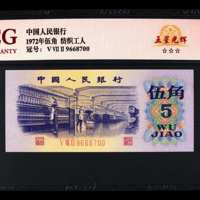 CG
RRANTY
中国人民银行
1972年伍角 纺织工人
冠号: V VII II 9668700
五星光辉
☆☆☆
中国人民银行
伍角
5
WU
JIAO
V VII II 9668700